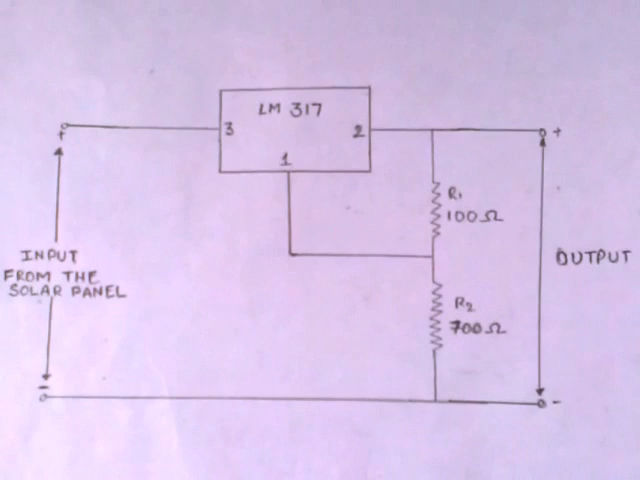 LM 317
+
3
2
+
1
R1
100Ω
INPUT
FROM THE
SOLAR PANEL
OUTPUT
R2
700Ω
-
-